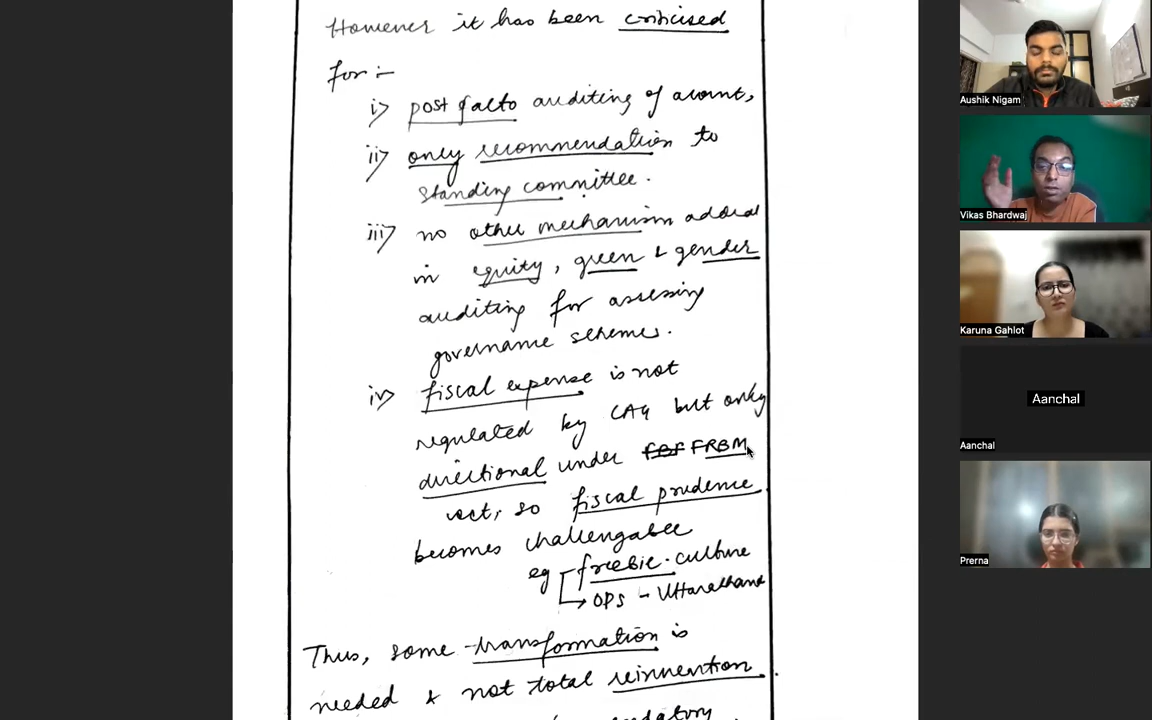 However it has been criticised
for :-
i) post facto auditing of acount,
ii) only recommendation to
standing committee.
iii) no other mechanism added
in equity, green & gender
auditing for assessing
governance schemes.
iv) fiscal expense is not
regulated by CAG but only
directional under FRBM
act, so fiscal prudence
becomes challengable
eg freebie culture
→ OPS - Uttarakhand
Thus, some transformation is
needed & not total reinvention.
Aushik Nigam
Vikas Bhardwaj
Karuna Gahlot
Aanchal
Aanchal
Prerna